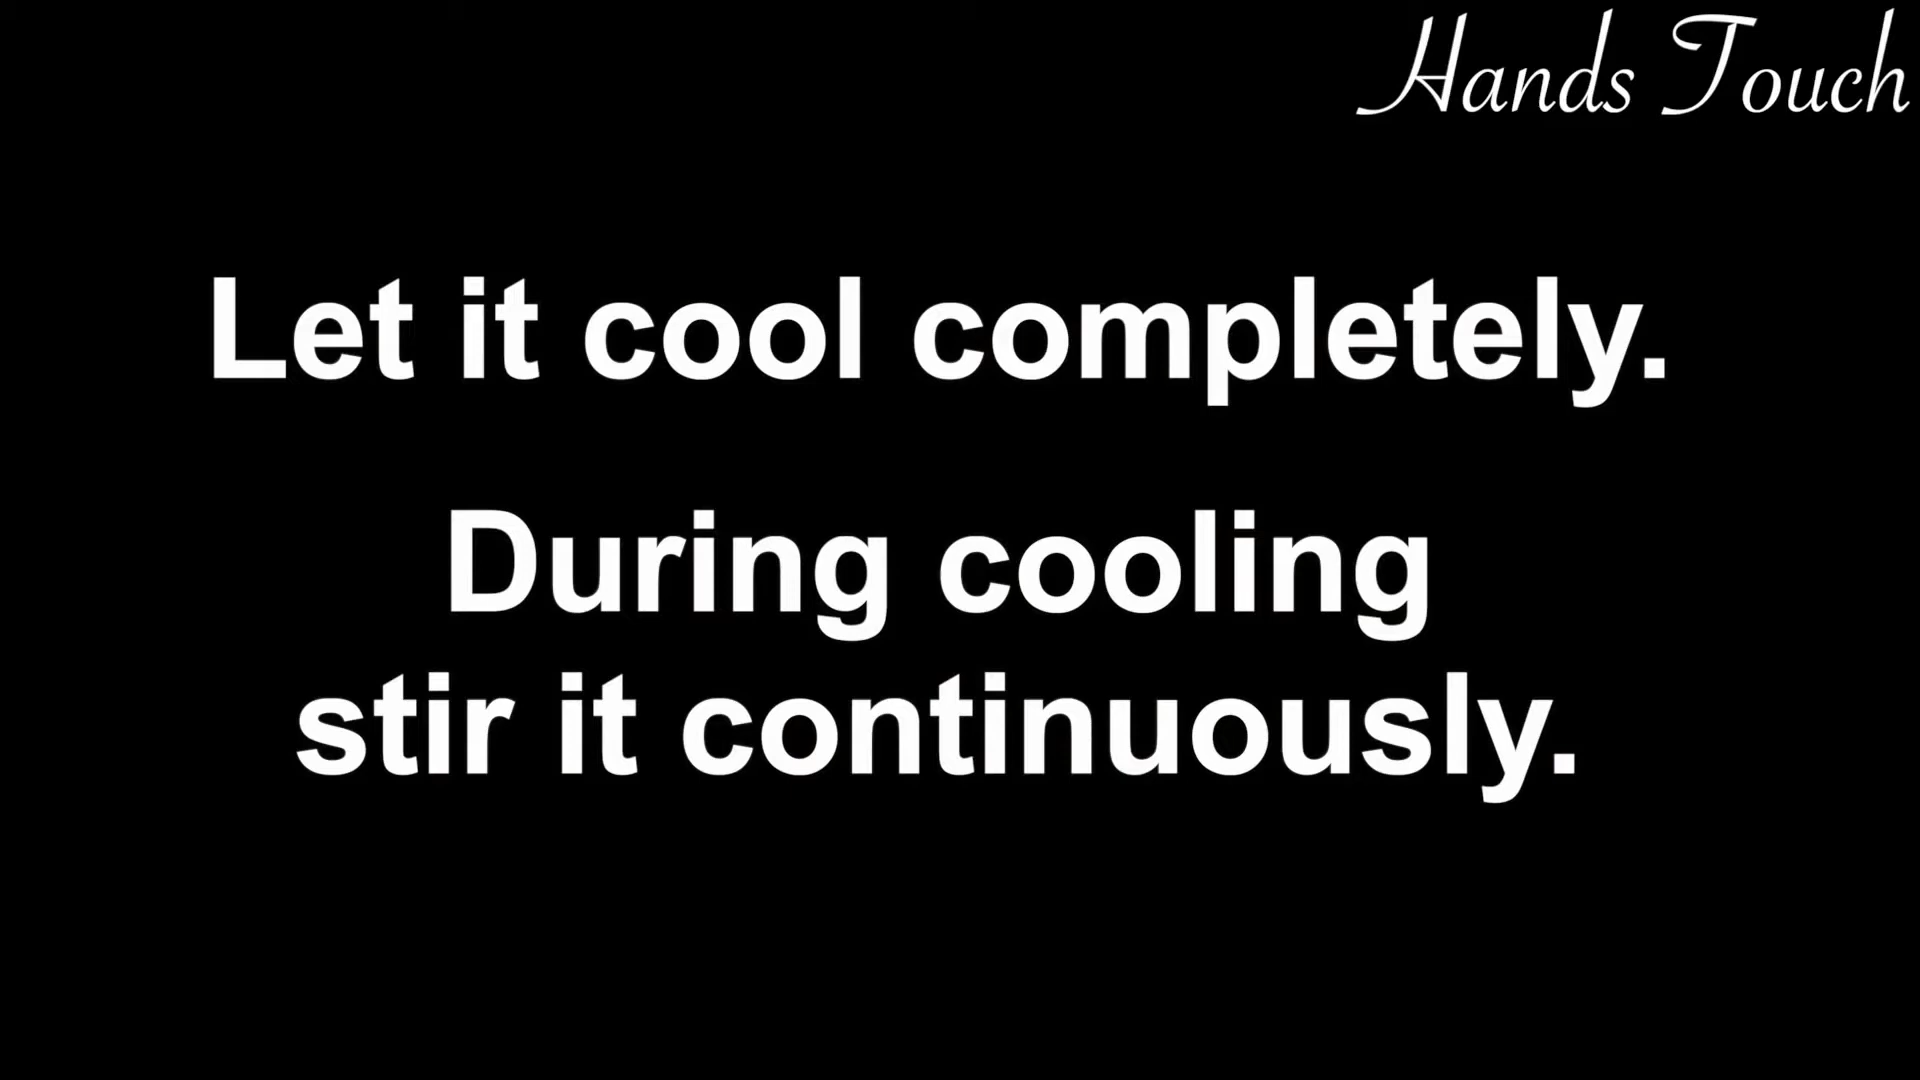 Hands Touch
Let it cool completely.
During cooling
stir it continuously.